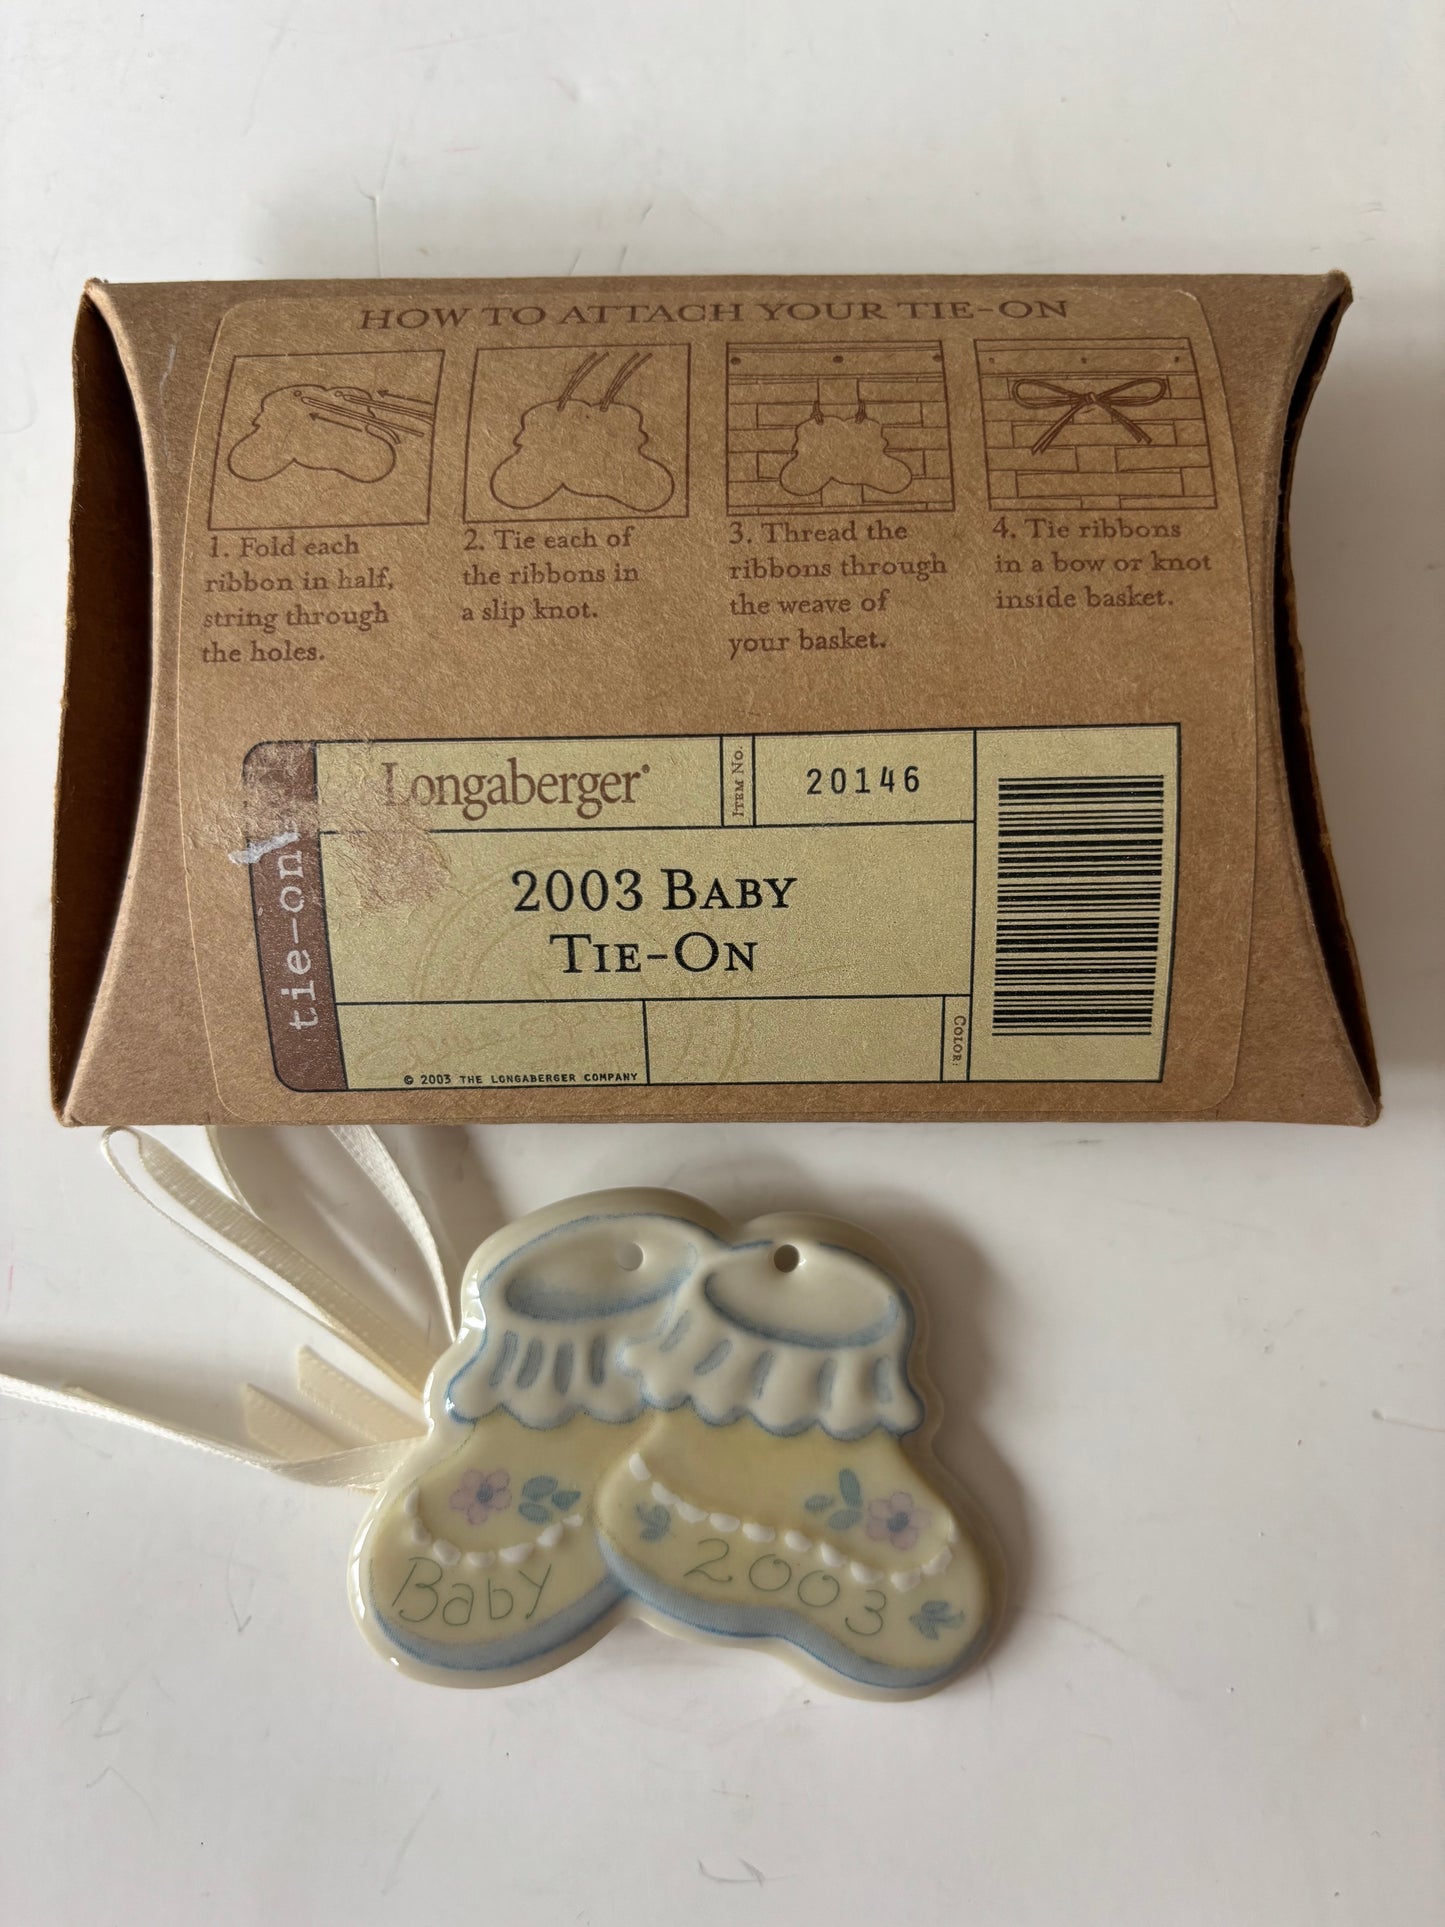 HOW TO ATTACH YOUR TIE-ON
1. Fold each
ribbon in half,
string through
the holes.
2. Tie each of
the ribbons in
a slip knot.
3. Thread the
ribbons through
the weave of
your basket.
4. Tie ribbons
in a bow or knot
inside basket.
tie-on
Longaberger®
ITEM NO.
20146
2003 BABY
TIE-ON
© 2003 THE LONGABERGER COMPANY
COLOR:
Baby
2003